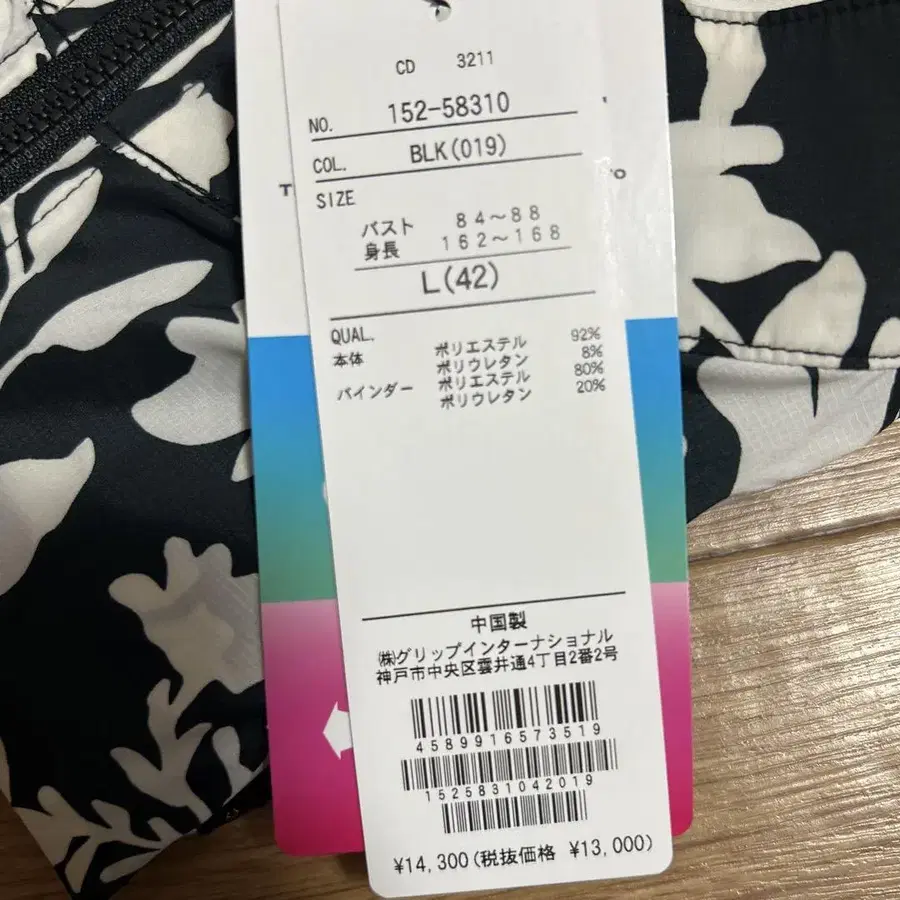 CD 3211
NO. 152-58310
COL. BLK(019)
SIZE
バスト 84～88
身長 162～168
L(42)
QUAL.
本体 ポリエステル 92%
ポリウレタン 8%
バインダー ポリエステル 80%
ポリウレタン 20%
中国製
㈱グリップインターナショナル
神戸市中央区雲井通4丁目2番2号
4589916573519
1525831042019
¥14,300(税抜価格 ¥13,000)